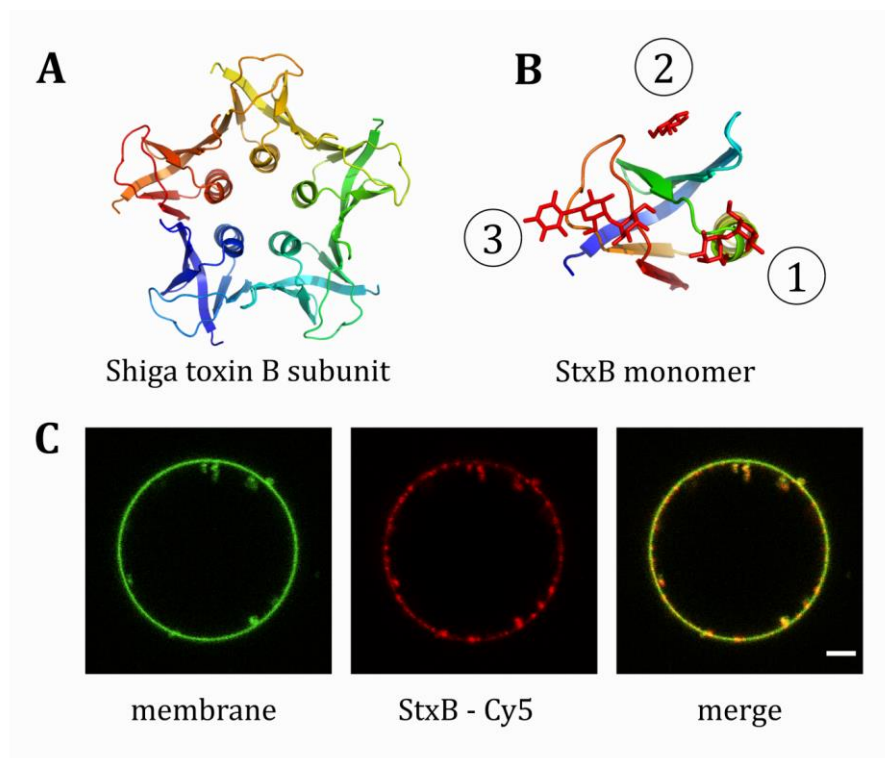 A
B
2
3
1
Shiga toxin B subunit
StxB monomer
C
membrane
StxB - Cy5
merge